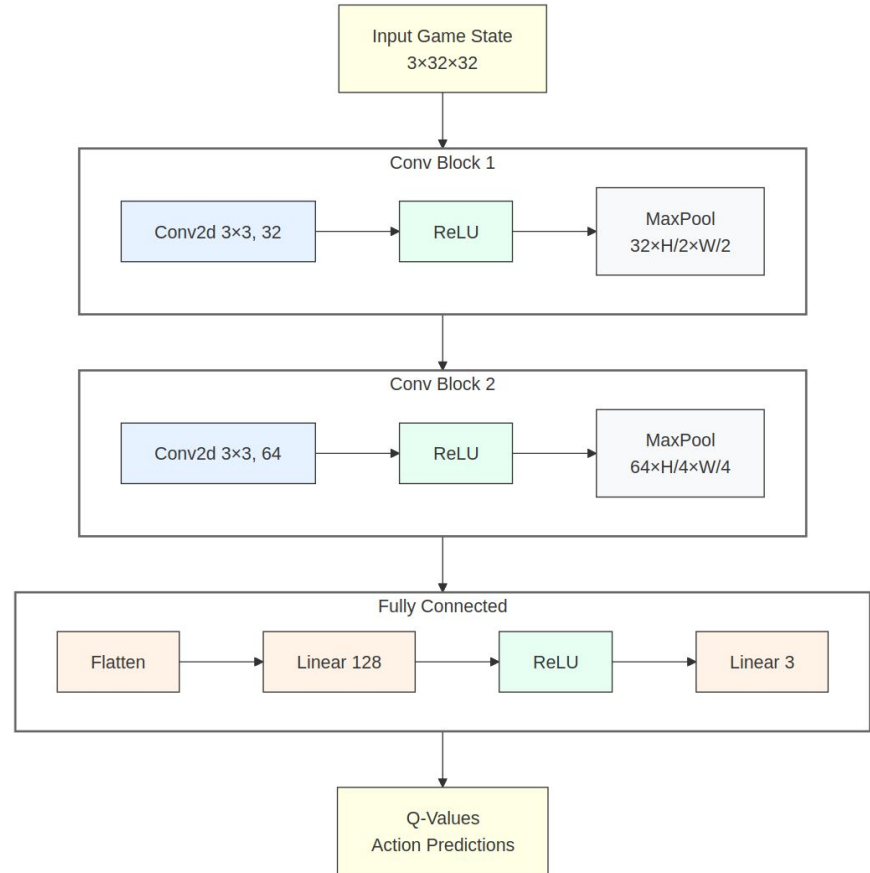 Input Game State
3×32×32
Conv Block 1
Conv2d 3×3, 32
ReLU
MaxPool
32×H/2×W/2
Conv Block 2
Conv2d 3×3, 64
ReLU
MaxPool
64×H/4×W/4
Fully Connected
Flatten
Linear 128
ReLU
Linear 3
Q-Values
Action Predictions